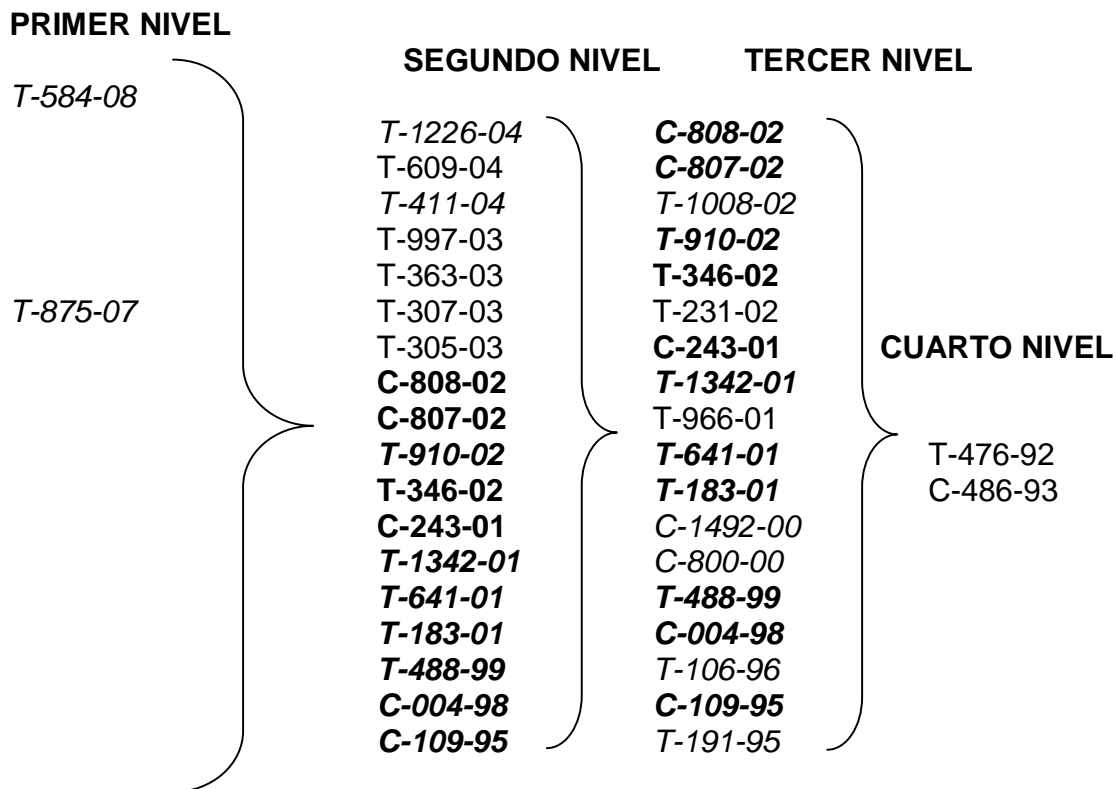 PRIMER NIVEL
T-584-08
T-875-07
SEGUNDO NIVEL
T-1226-04
T-609-04
T-411-04
T-997-03
T-363-03
T-307-03
T-305-03
C-808-02
C-807-02
T-910-02
T-346-02
C-243-01
T-1342-01
T-641-01
T-183-01
T-488-99
C-004-98
C-109-95
TERCER NIVEL
C-808-02
C-807-02
T-1008-02
T-910-02
T-346-02
T-231-02
C-243-01
T-1342-01
T-966-01
T-641-01
T-183-01
C-1492-00
C-800-00
T-488-99
C-004-98
T-106-96
C-109-95
T-191-95
CUARTO NIVEL
T-476-92
C-486-93